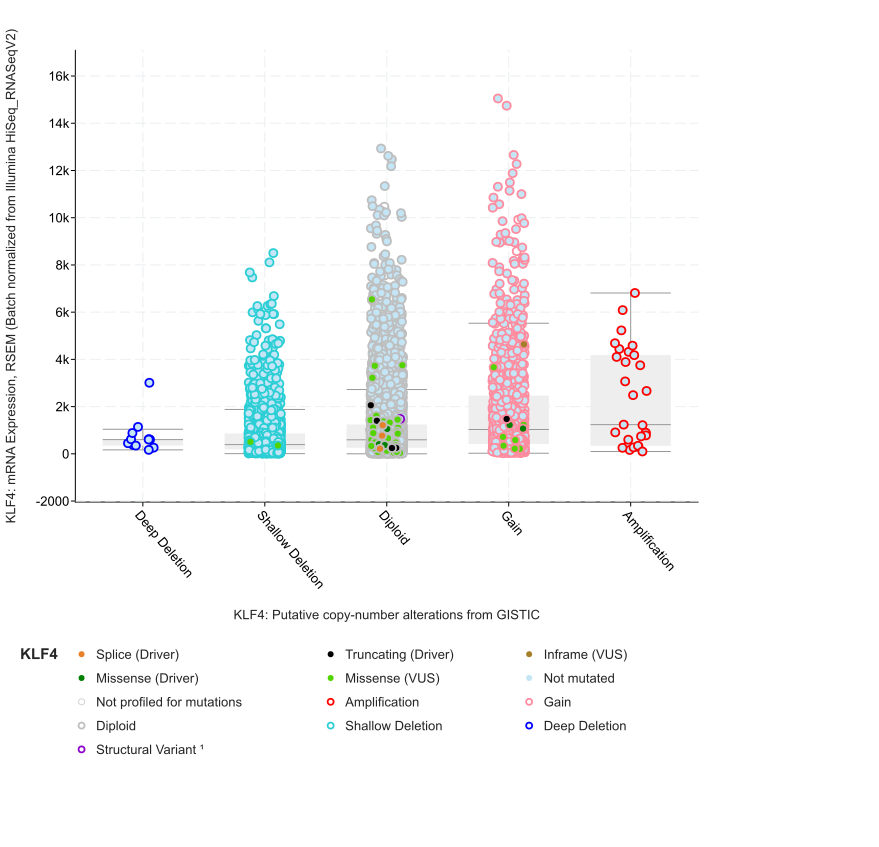 KLF4: mRNA Expression, RSEM (Batch normalized from Illumina HiSeq_RNASeqV2)
16k
14k
12k
10k
8k
6k
4k
2k
0
-2000
Deep Deletion
Shallow Deletion
Diploid
Gain
Amplification
KLF4: Putative copy-number alterations from GISTIC
KLF4
Splice (Driver)
Truncating (Driver)
Inframe (VUS)
Missense (Driver)
Missense (VUS)
Not mutated
Not profiled for mutations
Amplification
Gain
Diploid
Shallow Deletion
Deep Deletion
Structural Variant ¹